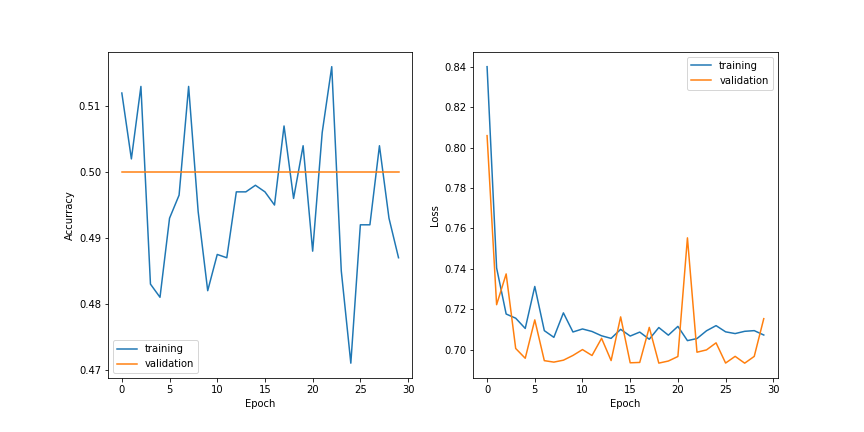 0.51
0.50
0.49
0.48
0.47
Accurracy
training
validation
0 5 10 15 20 25 30
Epoch
0.84
0.82
0.80
0.78
0.76
0.74
0.72
0.70
Loss
training
validation
0 5 10 15 20 25 30
Epoch